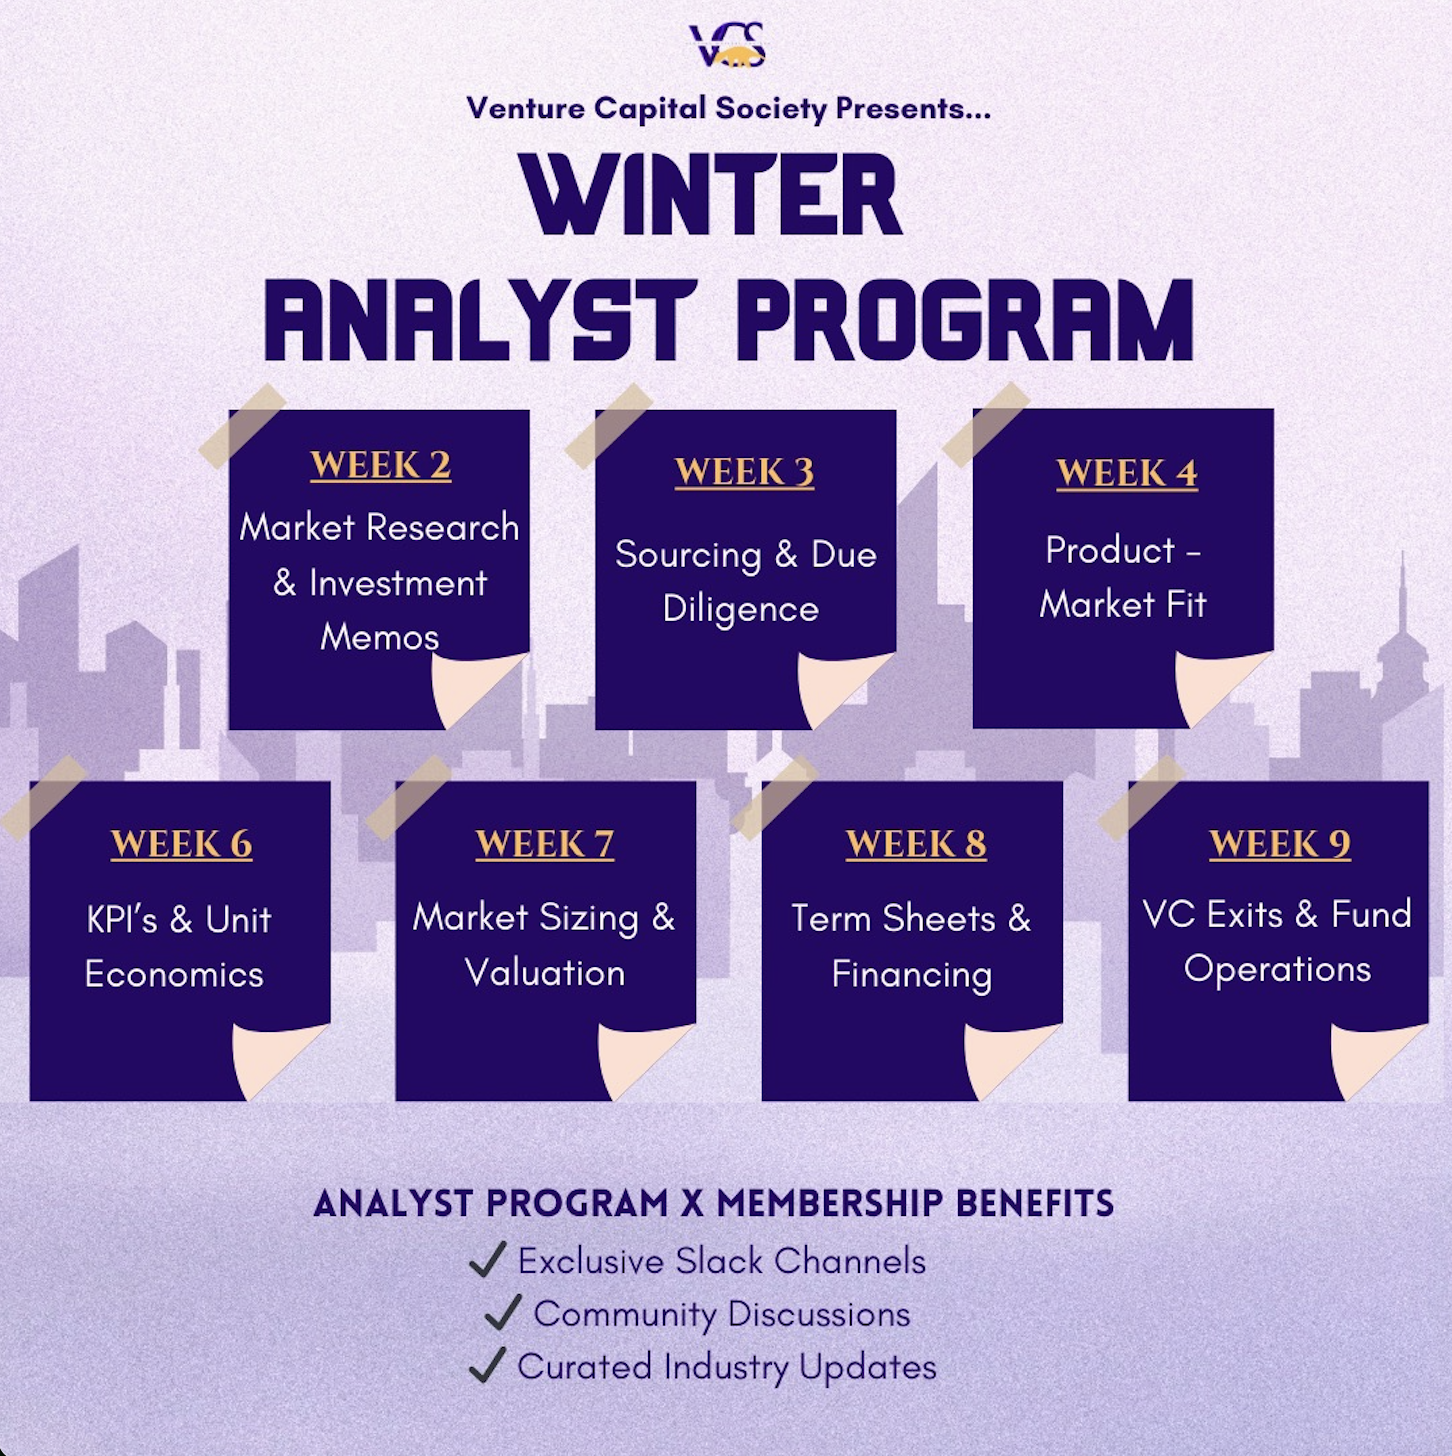 VCS
Venture Capital Society Presents...
WINTER
ANALYST PROGRAM
WEEK 2
Market Research
& Investment
Memos
WEEK 3
Sourcing & Due
Diligence
WEEK 4
Product -
Market Fit
WEEK 6
KPI's & Unit
Economics
WEEK 7
Market Sizing &
Valuation
WEEK 8
Term Sheets &
Financing
WEEK 9
VC Exits & Fund
Operations
ANALYST PROGRAM X MEMBERSHIP BENEFITS
✓ Exclusive Slack Channels
✓ Community Discussions
✓ Curated Industry Updates